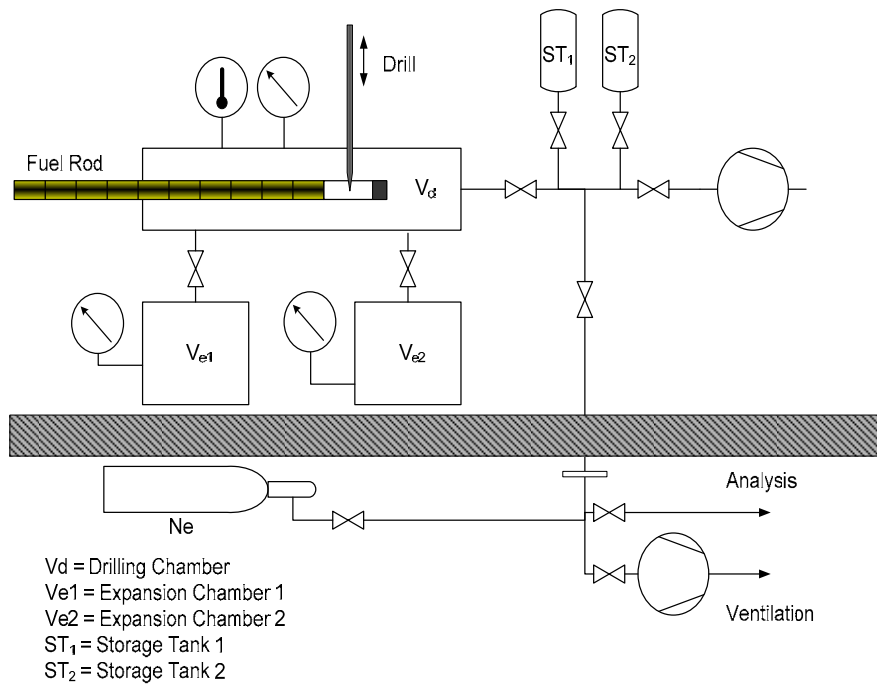 ST1
ST2
Drill
Fuel Rod
Vd
Ve1
Ve2
Analysis
Ne
Vd = Drilling Chamber
Ve1 = Expansion Chamber 1
Ve2 = Expansion Chamber 2
ST1 = Storage Tank 1
ST2 = Storage Tank 2
Ventilation